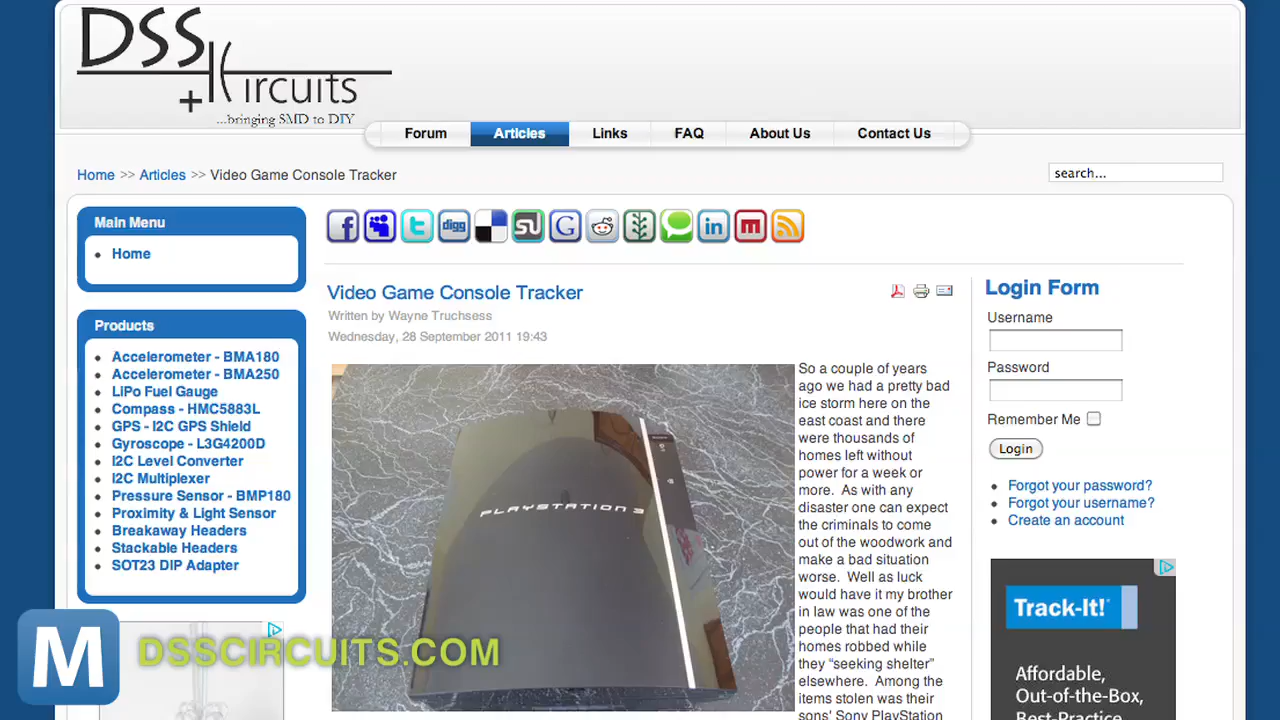 DSS
+ Kircuits
...bringing SMD to DIY
Forum Articles Links FAQ About Us Contact Us
Home >> Articles >> Video Game Console Tracker
search...
Main Menu
Home
Products
Accelerometer - BMA180
Accelerometer - BMA250
LiPo Fuel Gauge
Compass - HMC5883L
GPS - I2C GPS Shield
Gyroscope - L3G4200D
I2C Level Converter
I2C Multiplexer
Pressure Sensor - BMP180
Proximity & Light Sensor
Breakaway Headers
Stackable Headers
SOT23 DIP Adapter
digg
SU
G
in
m
Video Game Console Tracker
Written by Wayne Truchsess
Wednesday, 28 September 2011 19:43
PLAYSTATION 3
So a couple of years
ago we had a pretty bad
ice storm here on the
east coast and there
were thousands of
homes left without
power for a week or
more. As with any
disaster one can expect
the criminals to come
out of the woodwork and
make a bad situation
worse. Well as luck
would have it my brother
in law was one of the
people that had their
homes robbed while
they “seeking shelter”
elsewhere. Among the
items stolen was their
sons' Sony PlayStation
Login Form
Username
Password
Remember Me
Login
Forgot your password?
Forgot your username?
Create an account
Track-It!
Affordable,
Out-of-the-Box,
Best-Practice
M
DSSCIRCUITS.COM